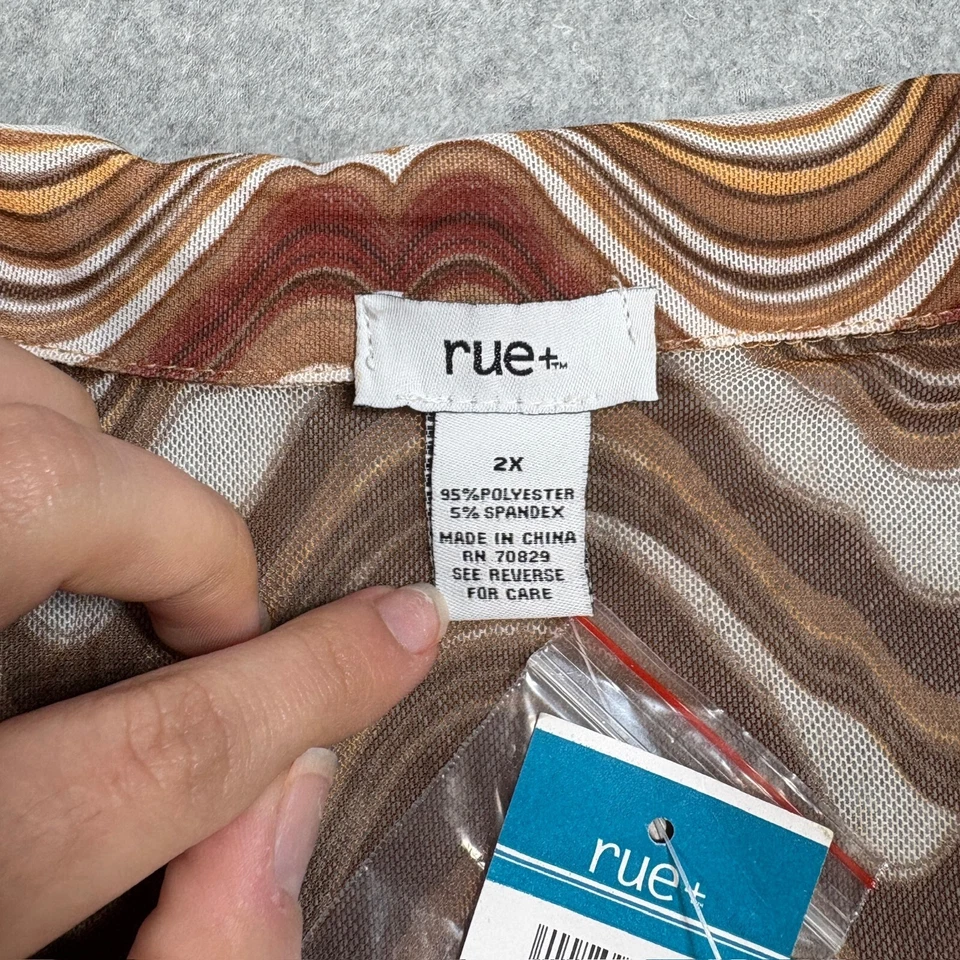 rue+™
2X
95%POLYESTER
5% SPANDEX
MADE IN CHINA
RN 70829
SEE REVERSE
FOR CARE
rue+